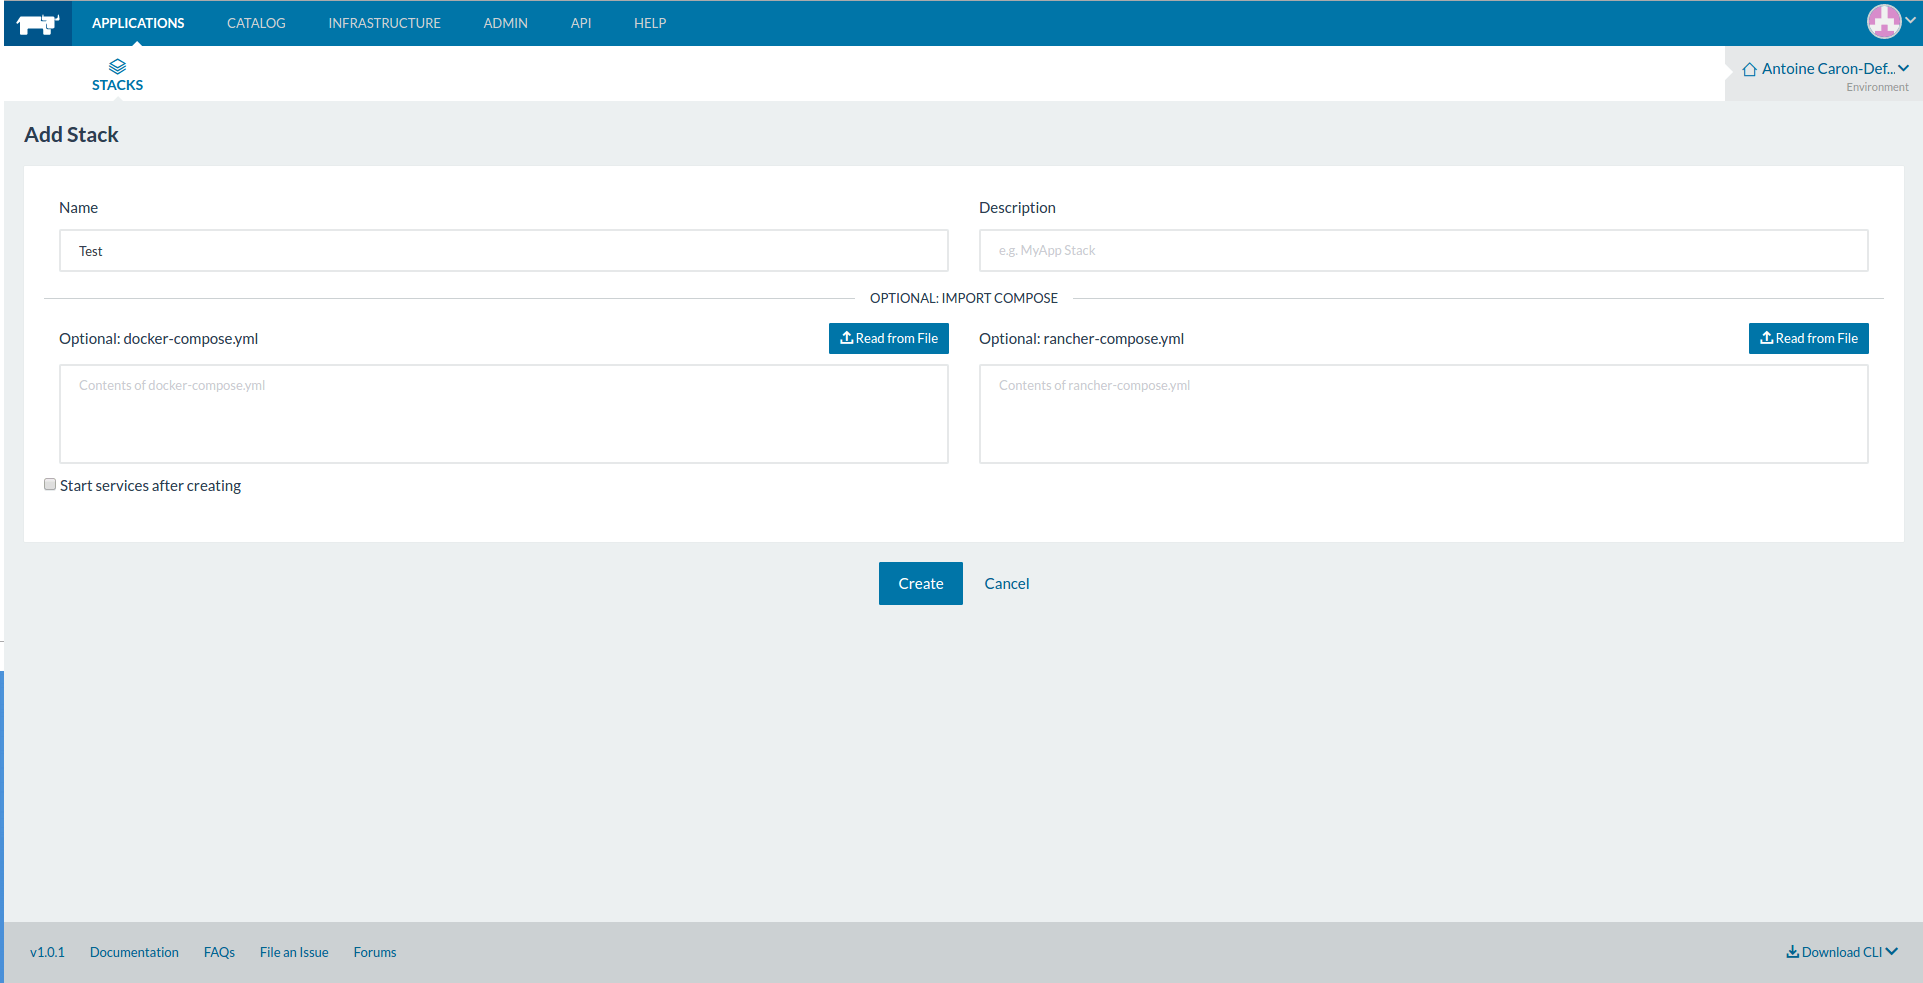 APPLICATIONS CATALOG INFRASTRUCTURE ADMIN API HELP
STACKS
Antoine Caron-Def...
Environment
Add Stack
Name Description
Test e.g. MyApp Stack
OPTIONAL: IMPORT COMPOSE
Optional: docker-compose.yml Read from File Optional: rancher-compose.yml Read from File
Contents of docker-compose.yml Contents of rancher-compose.yml
Start services after creating
Create Cancel
v1.0.1 Documentation FAQs File an Issue Forums Download CLI